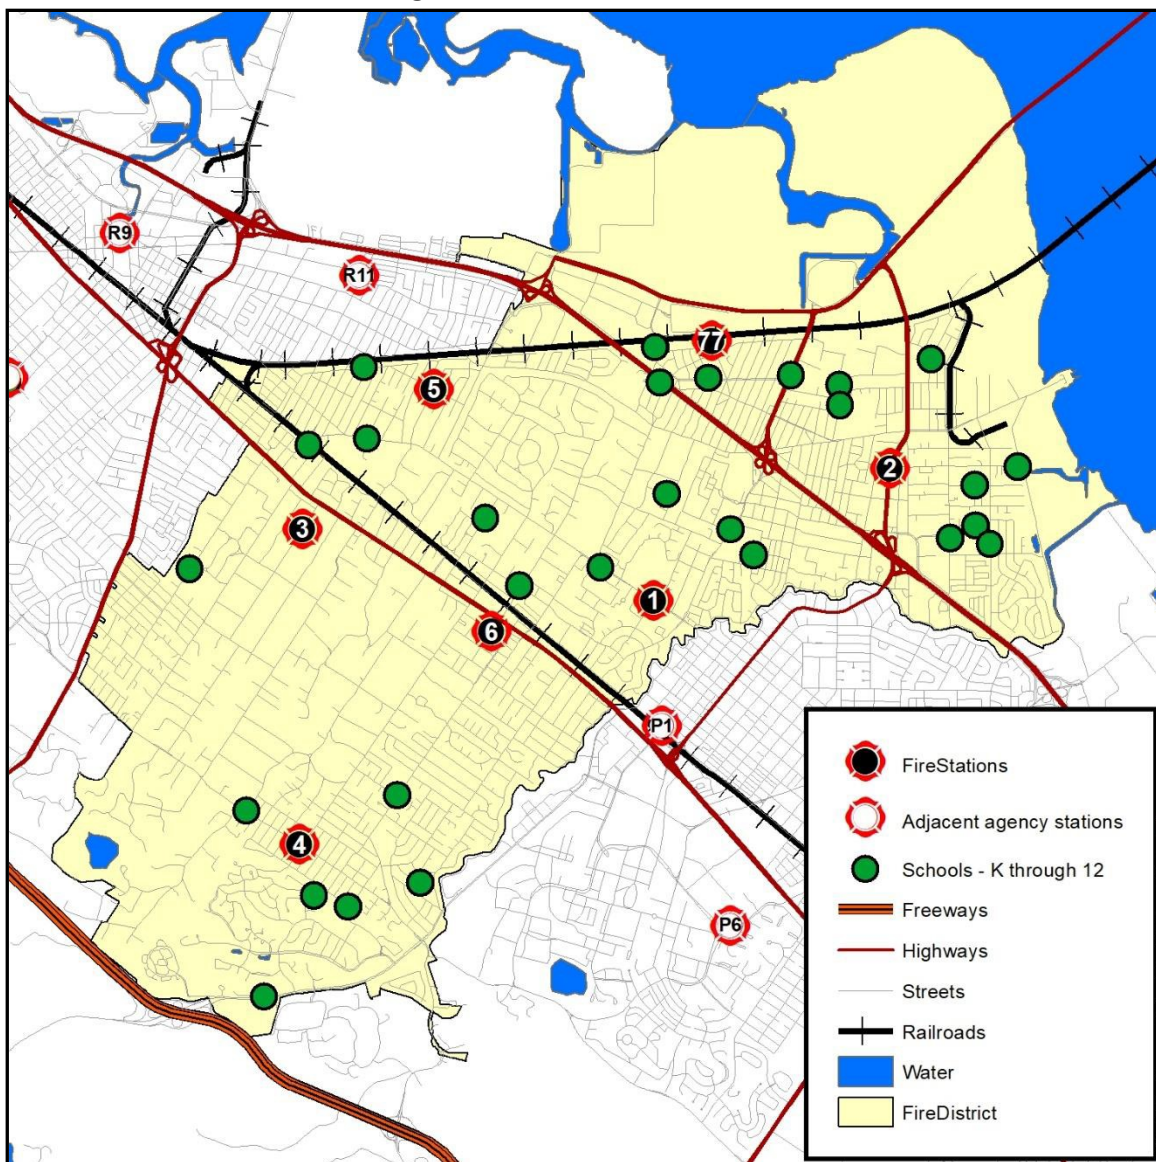 R9
R11
77
5
2
3
1
6
P1
4
P6
FireStations
Adjacent agency stations
Schools - K through 12
Freeways
Highways
Streets
Railroads
Water
FireDistrict